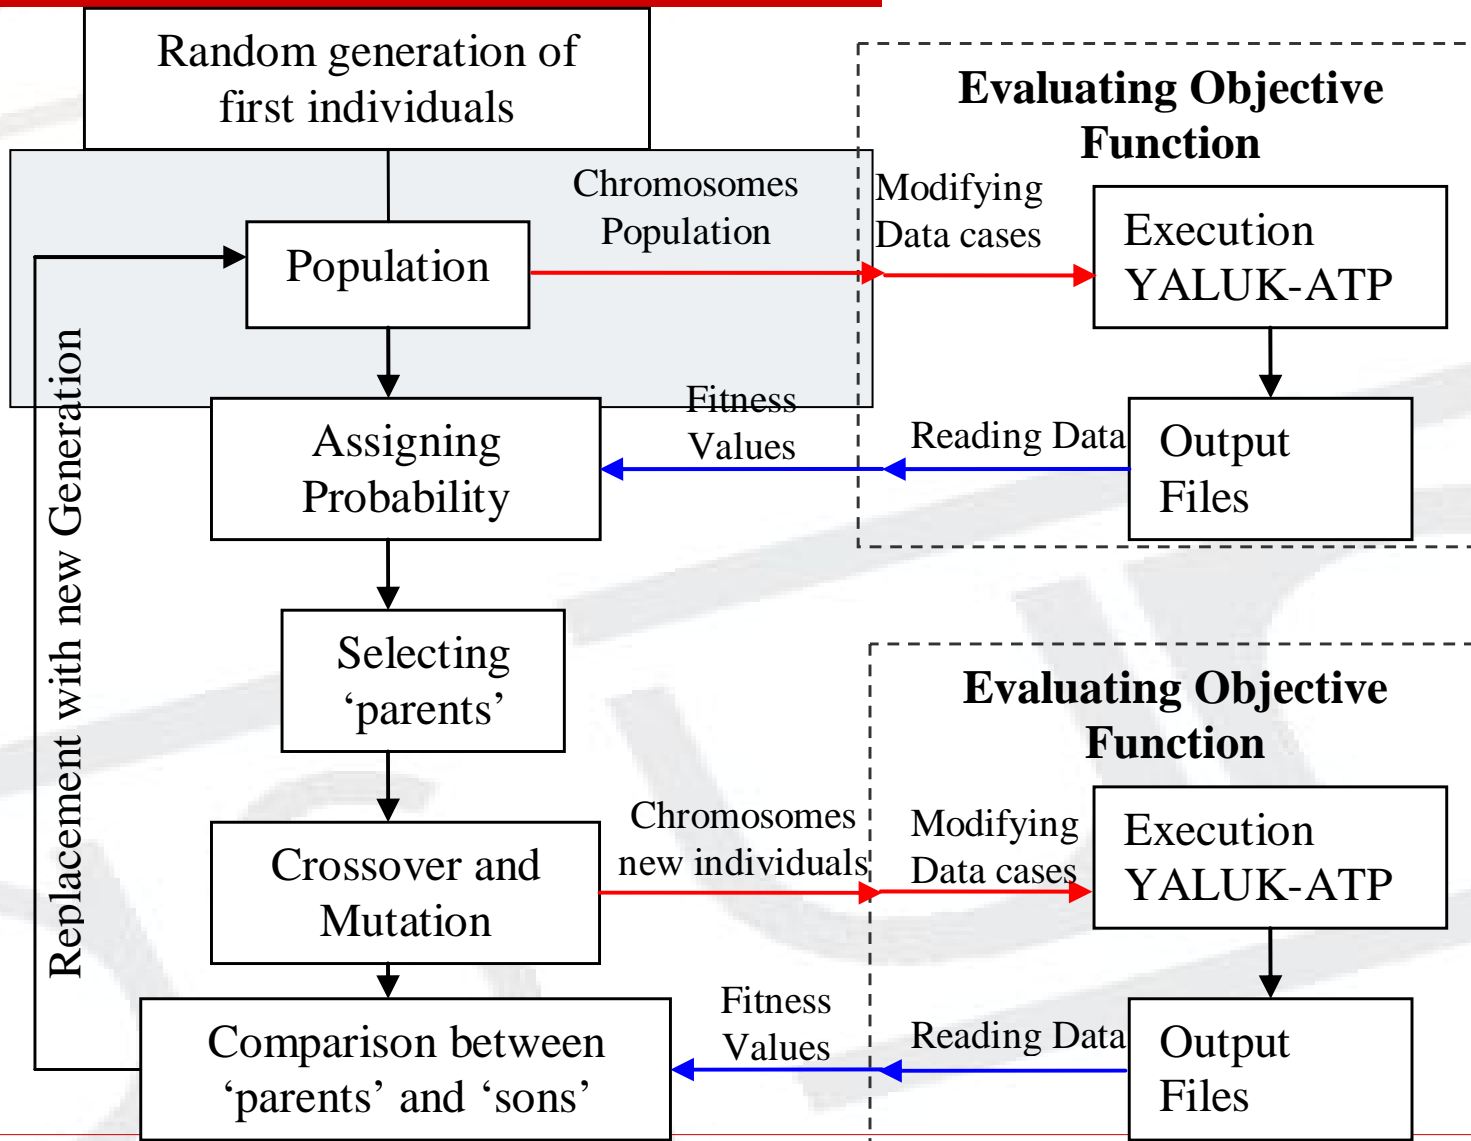 Random generation of
first individuals
Evaluating Objective
Function
Chromosomes
Population
Modifying
Data cases
Execution
YALUK-ATP
Population
Fitness
Values
Reading Data
Output
Files
Assigning
Probability
Replacement with new Generation
Selecting
‘parents’
Evaluating Objective
Function
Chromosomes
new individuals
Modifying
Data cases
Execution
YALUK-ATP
Crossover and
Mutation
Fitness
Values
Reading Data
Output
Files
Comparison between
‘parents’ and ‘sons’